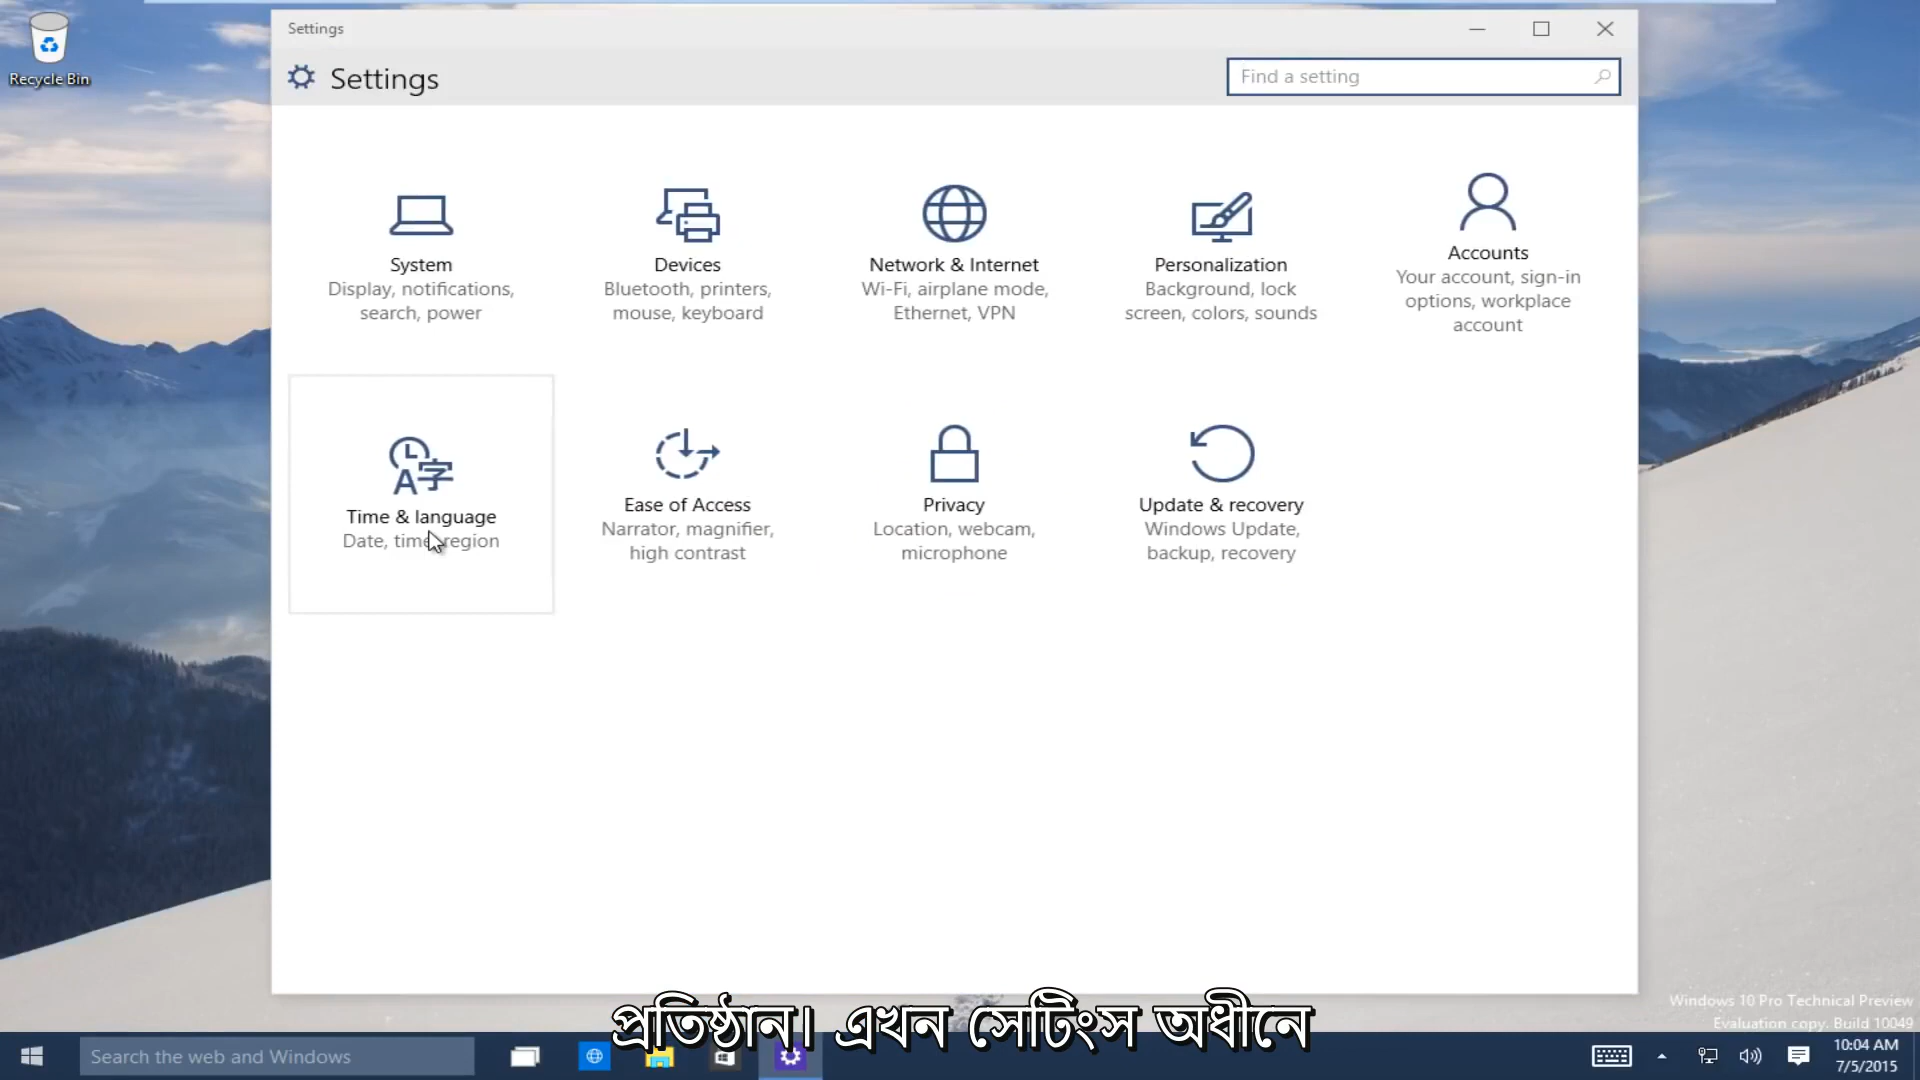 Recycle Bin
Settings
Settings
Find a setting
System
Display, notifications,
search, power
Devices
Bluetooth, printers,
mouse, keyboard
Network & Internet
Wi-Fi, airplane mode,
Ethernet, VPN
Personalization
Background, lock
screen, colors, sounds
Accounts
Your account, sign-in
options, workplace
account
Time & language
Date, time, region
Ease of Access
Narrator, magnifier,
high contrast
Privacy
Location, webcam,
microphone
Update & recovery
Windows Update,
backup, recovery
Windows 10 Pro Technical Preview
Evaluation copy. Build 10049
প্রতিষ্ঠান। এখন সেটিংস অধীনে
Search the web and Windows
10:04 AM
7/5/2015